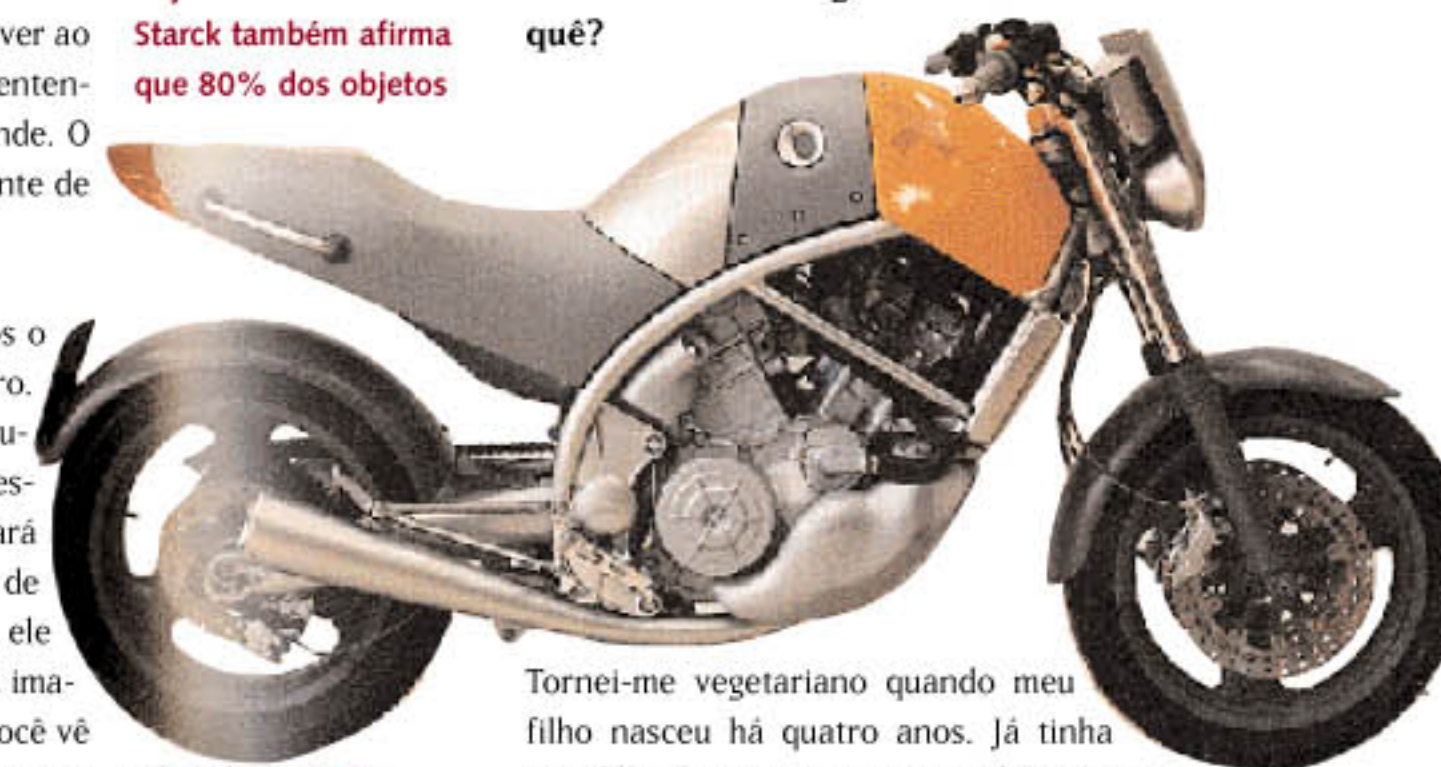 ver ao
enten-
nde. O
nte de
s o
ro.
u-
es-
ará
de
ele
ima-
ocê vê
Starck também afirma
que 80% dos objetos
quê?
Tornei-me vegetariano quando meu
filho nasceu há quatro anos. Já tinha